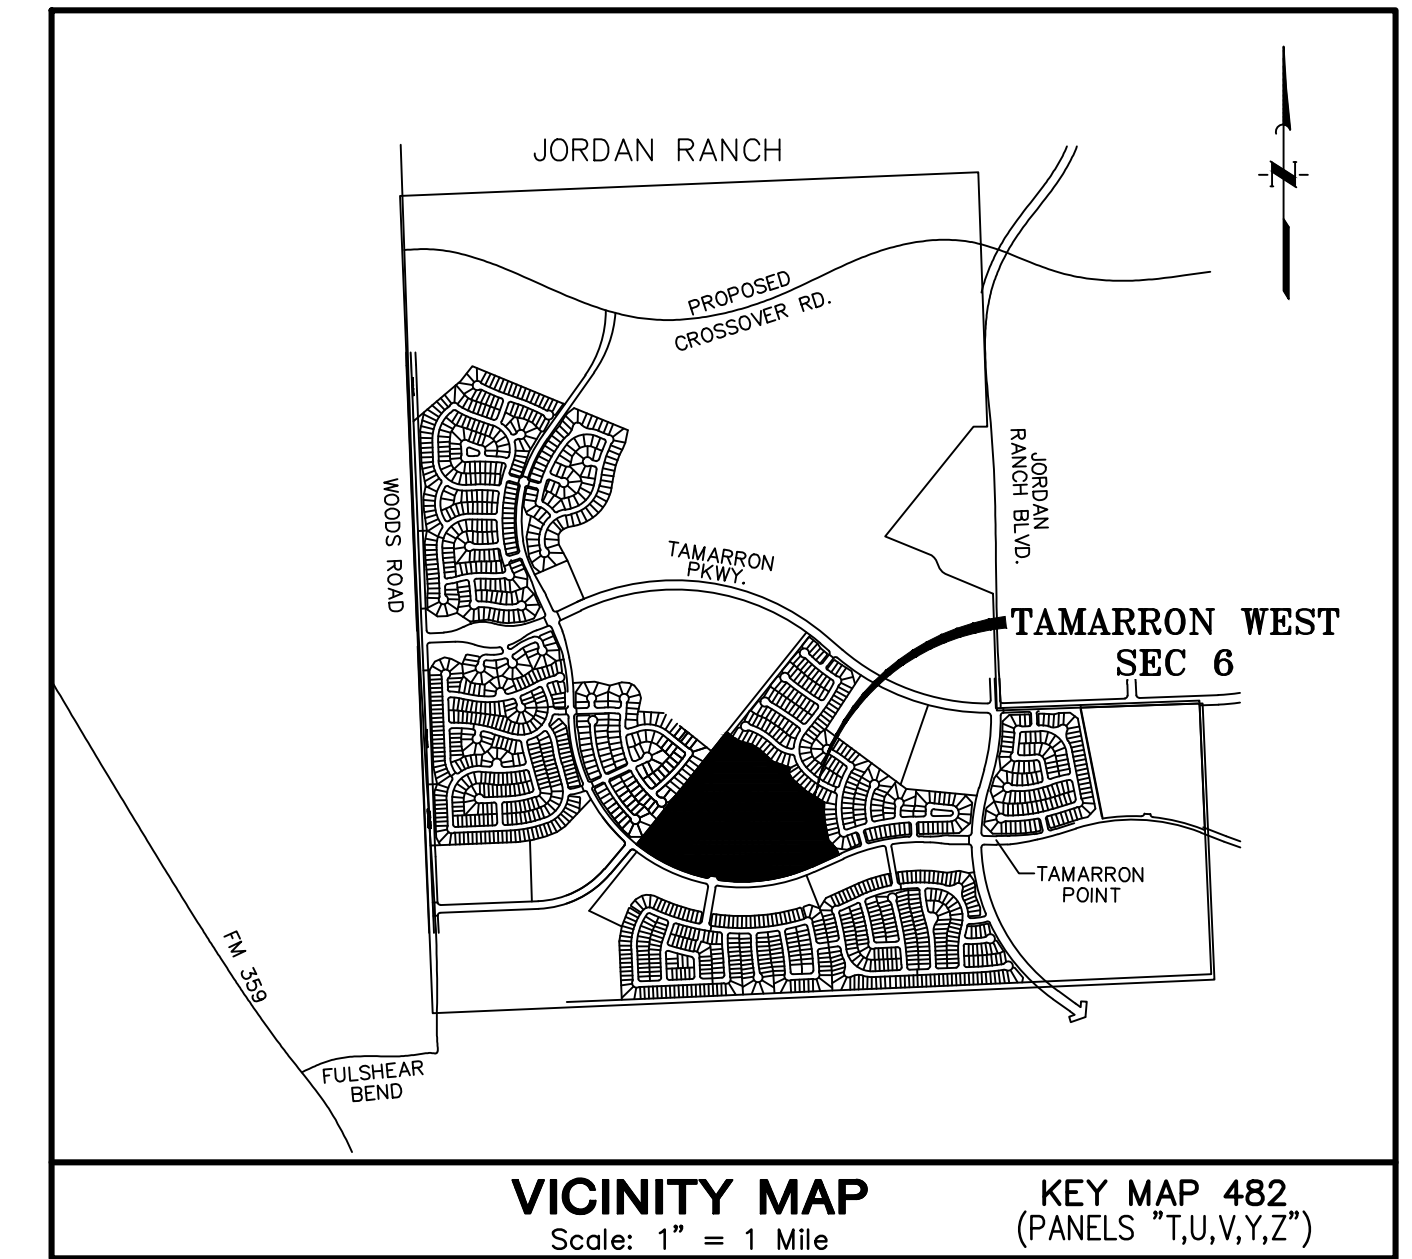 JORDAN RANCH
N
PROPOSED
CROSSOVER RD.
JORDAN
RANCH BLVD.
WOODS ROAD
TAMARRON
PKWY.
TAMARRON WEST
SEC 6
TAMARRON
POINT
FM 359
FULSHEAR
BEND
VICINITY MAP
Scale: 1" = 1 Mile
KEY MAP 482
(PANELS "T,U,V,Y,Z")